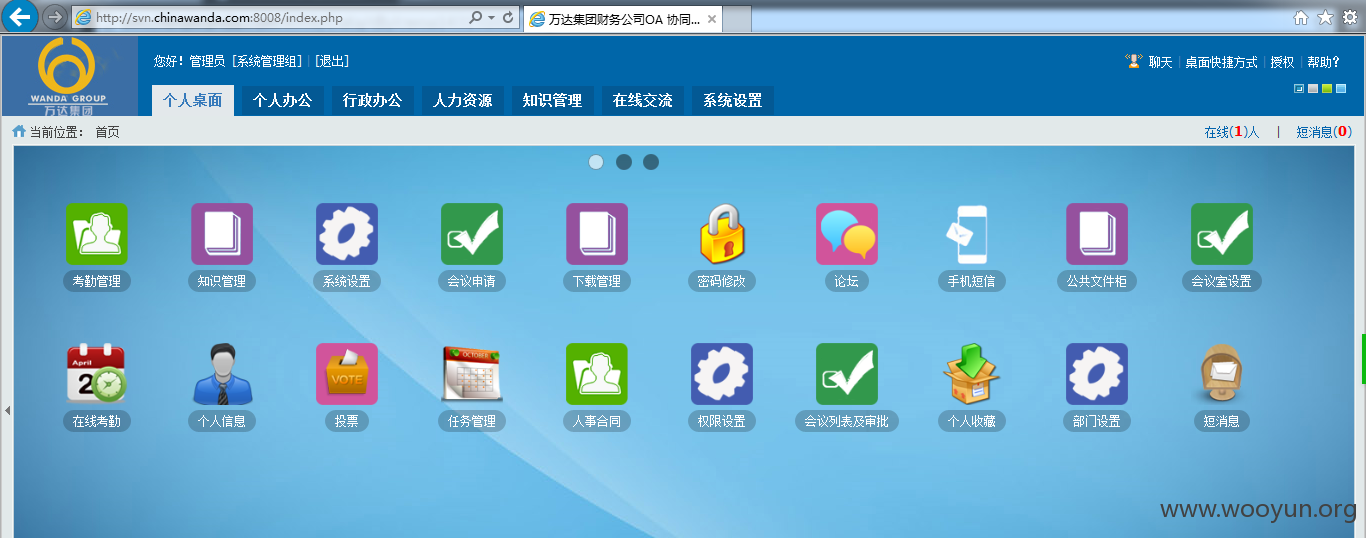 http://svn.chinawanda.com:8008/index.php
万达集团财务公司OA 协同...
WANDA GROUP
万达集团
您好！管理员 [系统管理组] | [退出]
聊天 | 桌面快捷方式 | 授权 | 帮助?
个人桌面 个人办公 行政办公 人力资源 知识管理 在线交流 系统设置
当前位置： 首页
在线(1)人 | 短消息(0)
考勤管理 知识管理 系统设置 会议申请 下载管理 密码修改 论坛 手机短信 公共文件柜 会议室设置
April
2
VOTE
OCTOBER
在线考勤 个人信息 投票 任务管理 人事合同 权限设置 会议列表及审批 个人收藏 部门设置 短消息
www.wooyun.org